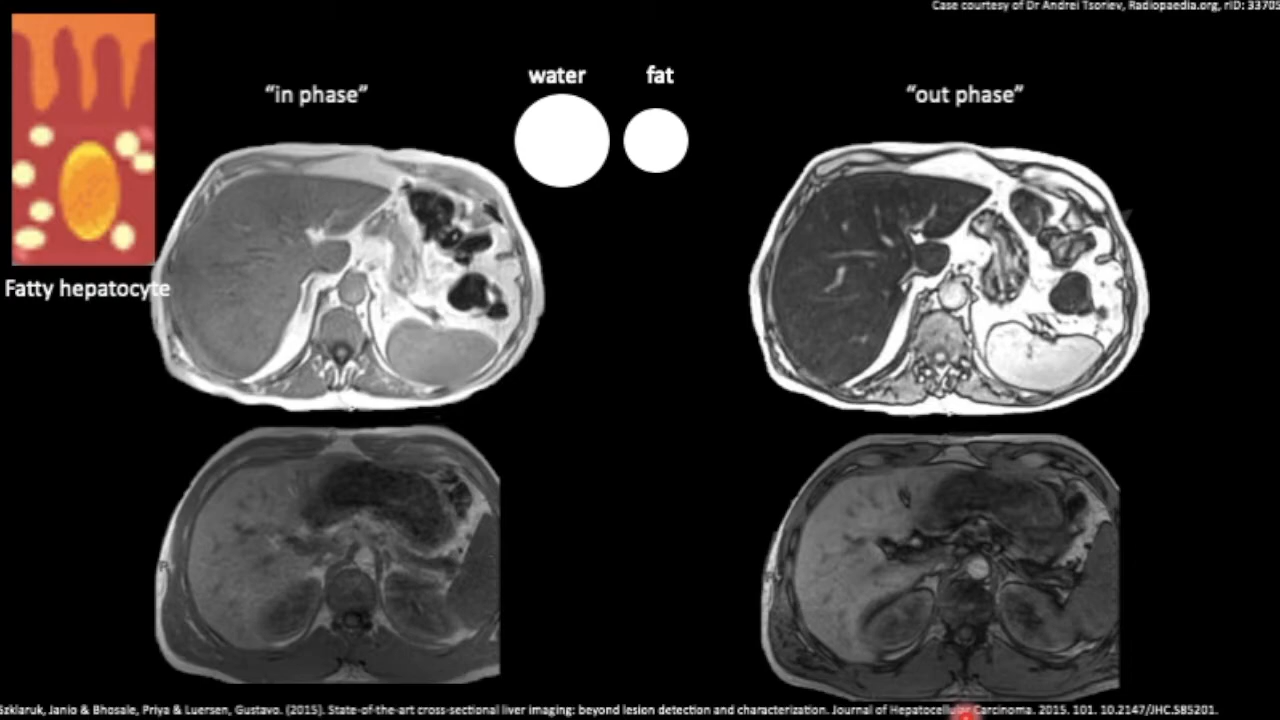 Case courtesy of Dr Andrei Tsoriev, Radiopaedia.org, rID: 33705
water fat
"in phase" "out phase"
Fatty hepatocyte
Szklaruk, Janio & Bhosale, Priya & Luersen, Gustavo. (2015). State-of-the-art cross-sectional liver imaging: beyond lesion detection and characterization. Journal of Hepatocellular Carcinoma. 2015. 101. 10.2147/JHC.S85201.